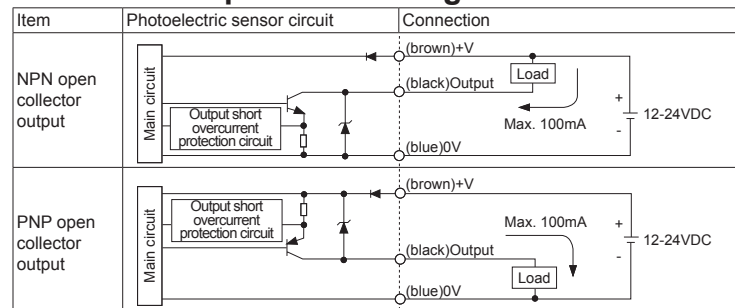 Item
Photoelectric sensor circuit
Connection
NPN open
collector
output
Main circuit
Output short
overcurrent
protection circuit
(brown)+V
(black)Output
(blue)0V
Load
Max. 100mA
+
-
12-24VDC
PNP open
collector
output
Main circuit
Output short
overcurrent
protection circuit
(brown)+V
(black)Output
(blue)0V
Max. 100mA
Load
+
-
12-24VDC